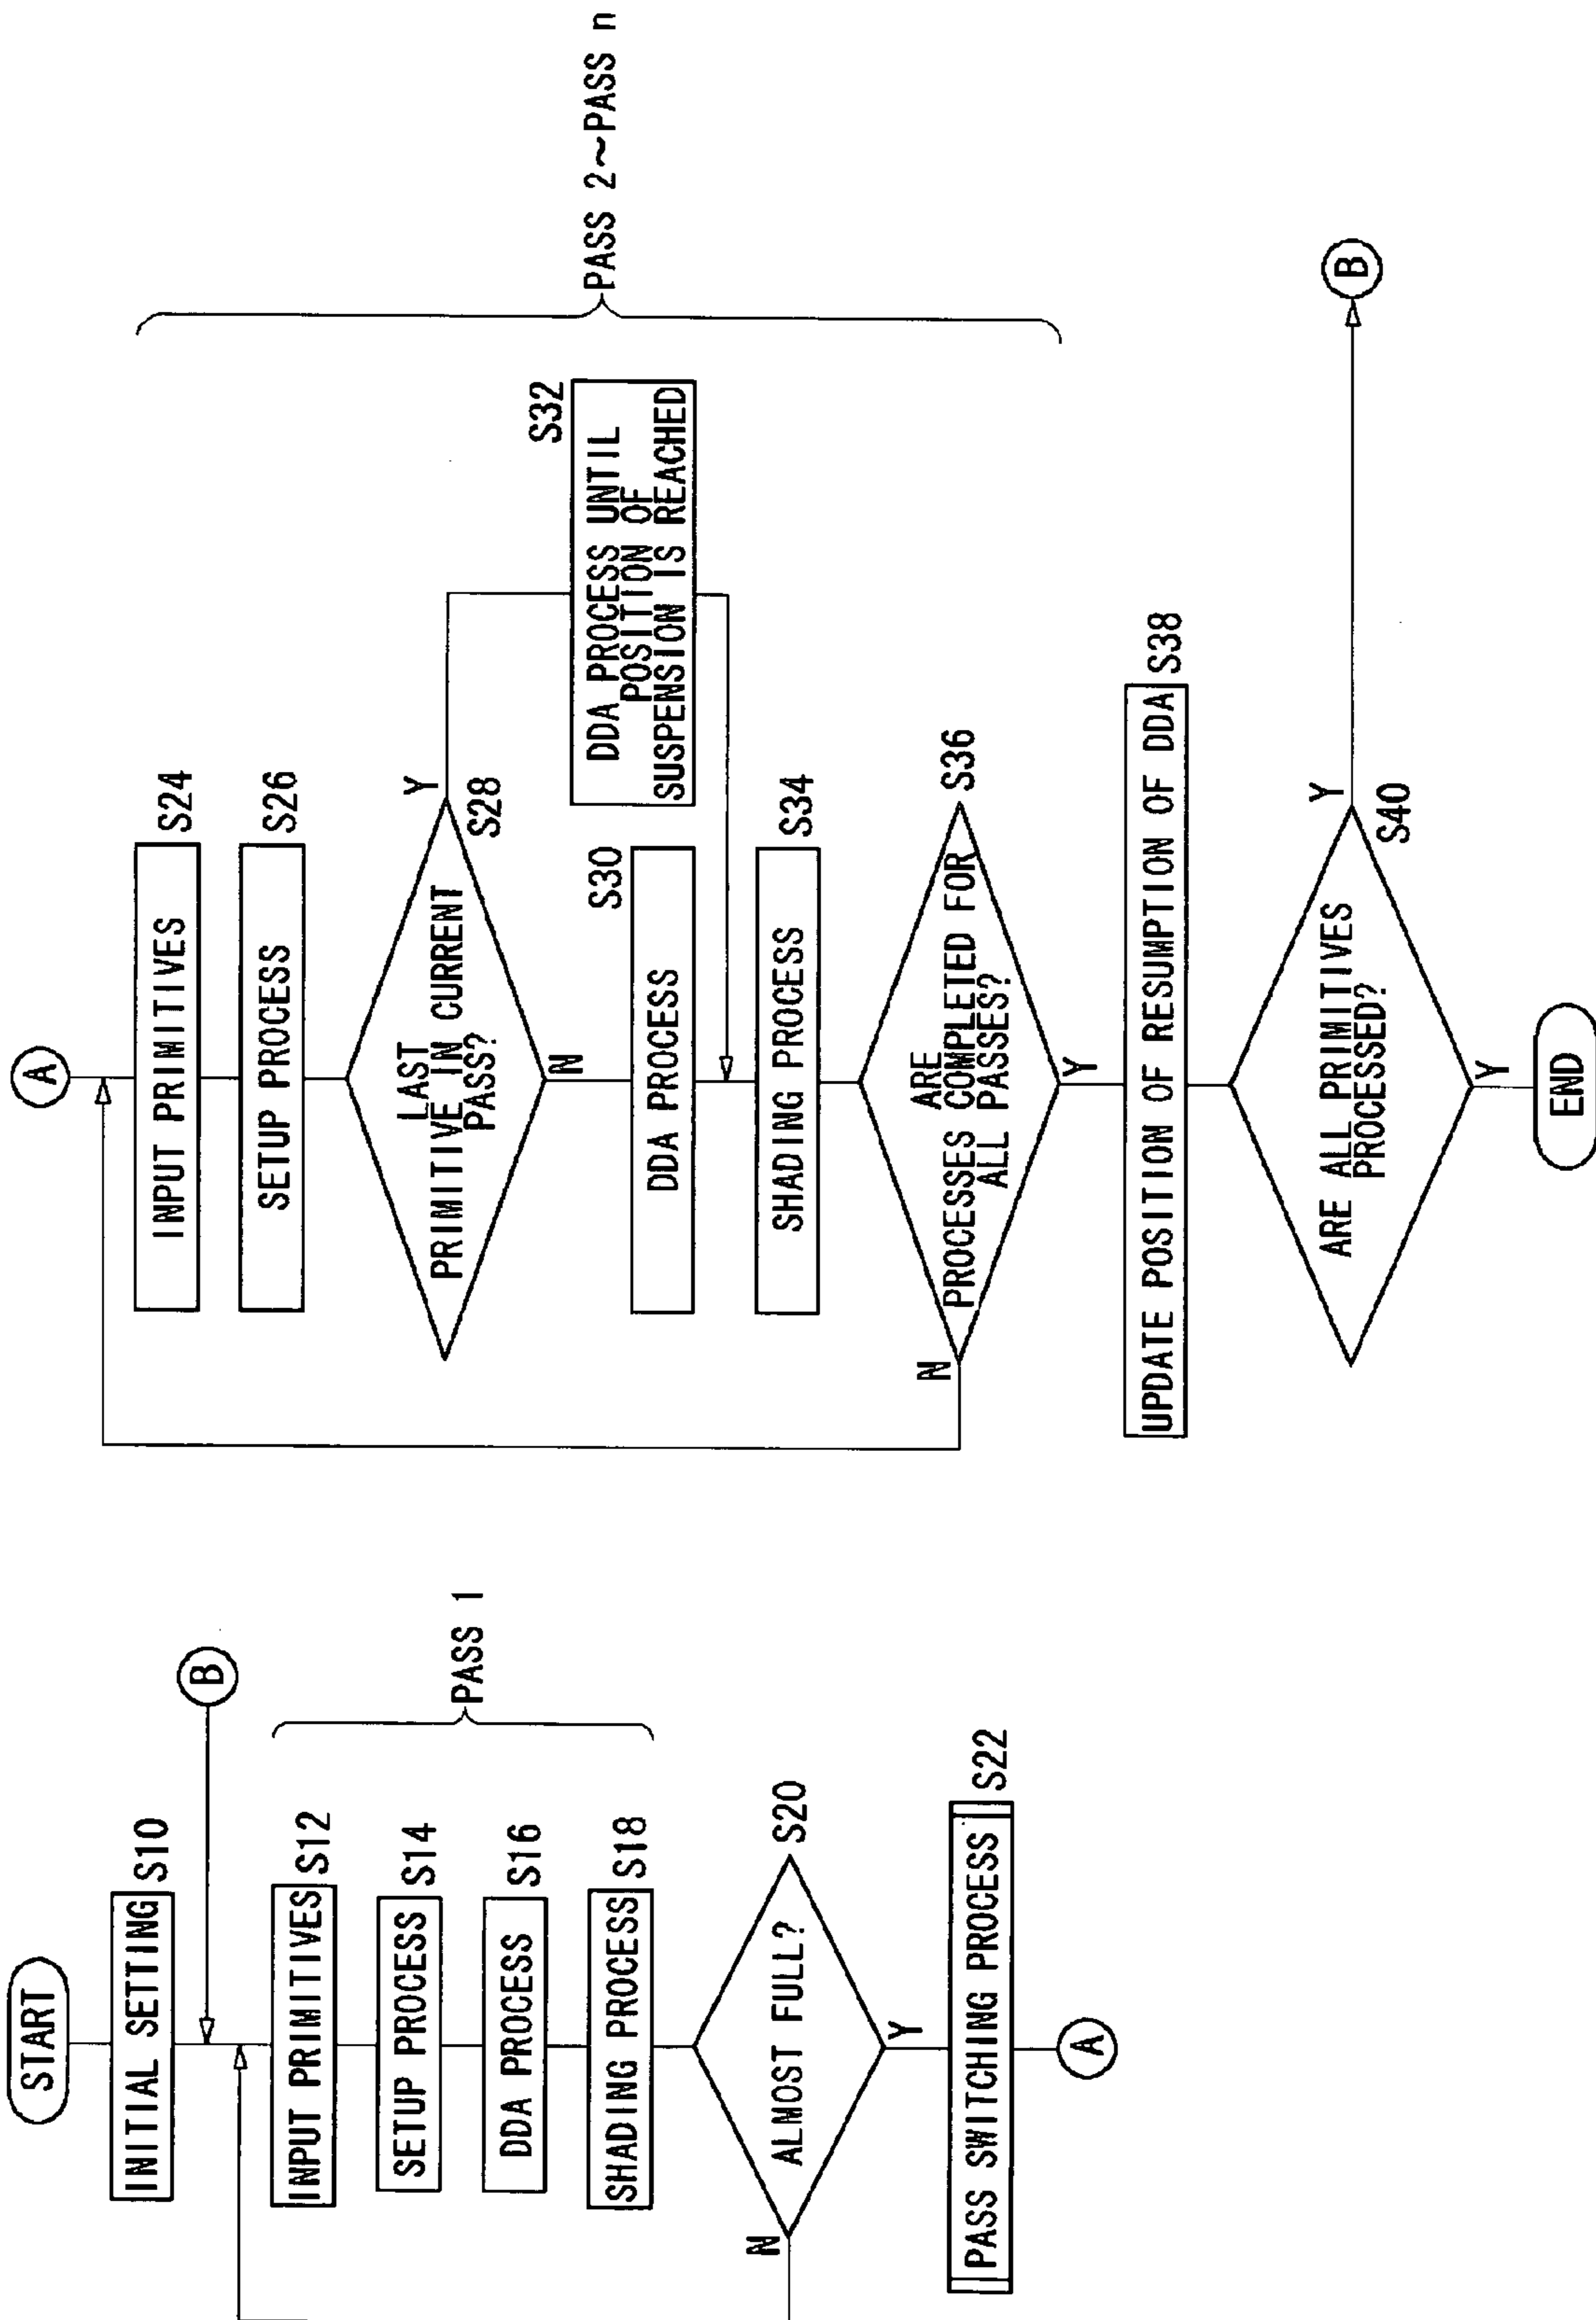 START
INITIAL SETTING
S10
B
INPUT PRIMITIVES
S12
SETUP PROCESS
S14
DDA PROCESS
S16
SHADING PROCESS
S18
PASS 1
ALMOST FULL?
S20
N
Y
PASS SWITCHING PROCESS
S22
A
A
INPUT PRIMITIVES
S24
SETUP PROCESS
S26
LAST
PRIMITIVE IN CURRENT
PASS?
S28
Y
N
S30
DDA PROCESS
S32
DDA PROCESS UNTIL
POSITION OF
SUSPENSION IS REACHED
SHADING PROCESS
S34
PASS 2~PASS n
ARE
PROCESSES COMPLETED FOR
ALL PASSES?
S36
N
Y
UPDATE POSITION OF RESUMPTION OF DDA
S38
ARE ALL PRIMITIVES
PROCESSED?
S40
Y
B
Y
END